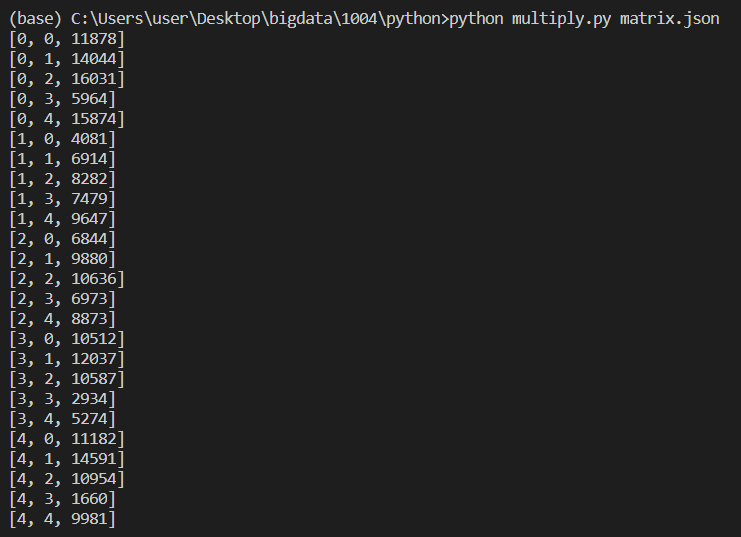 (base) C:\Users\user\Desktop\bigdata\1004\python>python multiply.py matrix.json
[0, 0, 11878]
[0, 1, 14044]
[0, 2, 16031]
[0, 3, 5964]
[0, 4, 15874]
[1, 0, 4081]
[1, 1, 6914]
[1, 2, 8282]
[1, 3, 7479]
[1, 4, 9647]
[2, 0, 6844]
[2, 1, 9880]
[2, 2, 10636]
[2, 3, 6973]
[2, 4, 8873]
[3, 0, 10512]
[3, 1, 12037]
[3, 2, 10587]
[3, 3, 2934]
[3, 4, 5274]
[4, 0, 11182]
[4, 1, 14591]
[4, 2, 10954]
[4, 3, 1660]
[4, 4, 9981]